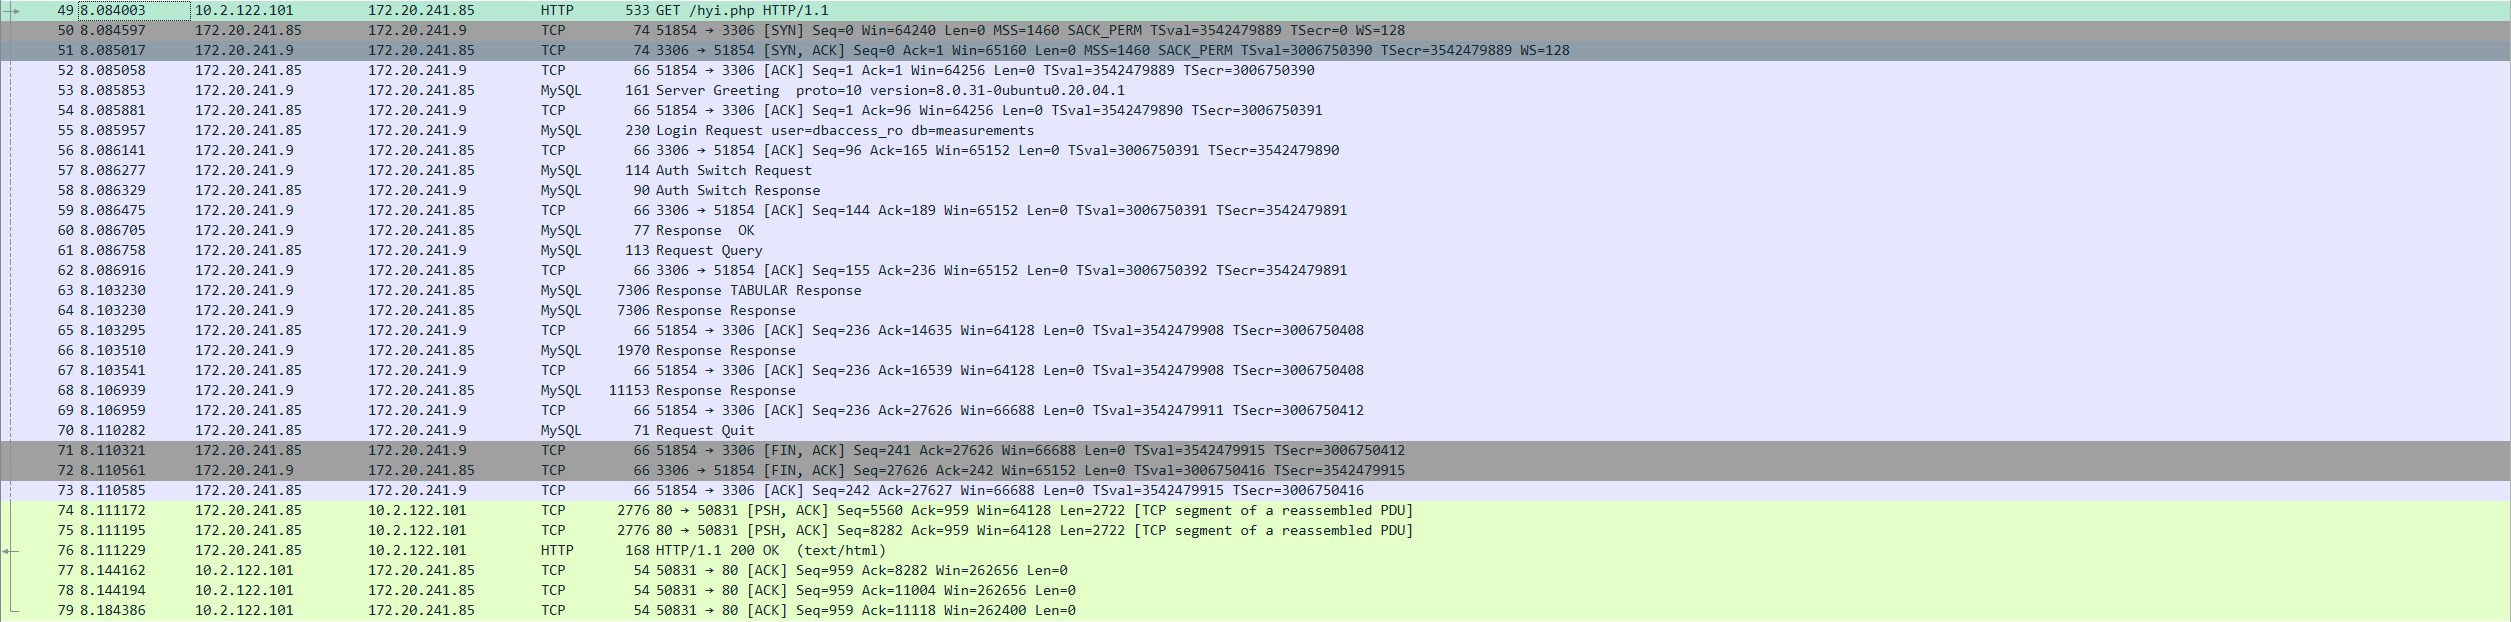 49 8.084003 10.2.122.101 172.20.241.85 HTTP 533 GET /hyi.php HTTP/1.1
50 8.084597 172.20.241.85 172.20.241.9 TCP 74 51854 → 3306 [SYN] Seq=0 Win=64240 Len=0 MSS=1460 SACK_PERM TSval=3542479889 TSecr=0 WS=128
51 8.085017 172.20.241.9 172.20.241.85 TCP 74 3306 → 51854 [SYN, ACK] Seq=0 Ack=1 Win=65160 Len=0 MSS=1460 SACK_PERM TSval=3006750390 TSecr=3542479889 WS=128
52 8.085058 172.20.241.85 172.20.241.9 TCP 66 51854 → 3306 [ACK] Seq=1 Ack=1 Win=64256 Len=0 TSval=3542479889 TSecr=3006750390
53 8.085853 172.20.241.9 172.20.241.85 MySQL 161 Server Greeting  proto=10 version=8.0.31-0ubuntu0.20.04.1
54 8.085881 172.20.241.85 172.20.241.9 TCP 66 51854 → 3306 [ACK] Seq=1 Ack=96 Win=64256 Len=0 TSval=3542479890 TSecr=3006750391
55 8.085957 172.20.241.85 172.20.241.9 MySQL 230 Login Request user=dbaccess_ro db=measurements
56 8.086141 172.20.241.9 172.20.241.85 TCP 66 3306 → 51854 [ACK] Seq=96 Ack=165 Win=65152 Len=0 TSval=3006750391 TSecr=3542479890
57 8.086277 172.20.241.9 172.20.241.85 MySQL 114 Auth Switch Request
58 8.086329 172.20.241.85 172.20.241.9 MySQL 90 Auth Switch Response
59 8.086475 172.20.241.9 172.20.241.85 TCP 66 3306 → 51854 [ACK] Seq=144 Ack=189 Win=65152 Len=0 TSval=3006750391 TSecr=3542479891
60 8.086705 172.20.241.9 172.20.241.85 MySQL 77 Response  OK
61 8.086758 172.20.241.85 172.20.241.9 MySQL 113 Request Query
62 8.086916 172.20.241.9 172.20.241.85 TCP 66 3306 → 51854 [ACK] Seq=155 Ack=236 Win=65152 Len=0 TSval=3006750392 TSecr=3542479891
63 8.103230 172.20.241.9 172.20.241.85 MySQL 7306 Response TABULAR Response
64 8.103230 172.20.241.9 172.20.241.85 MySQL 7306 Response Response
65 8.103295 172.20.241.85 172.20.241.9 TCP 66 51854 → 3306 [ACK] Seq=236 Ack=14635 Win=64128 Len=0 TSval=3542479908 TSecr=3006750408
66 8.103510 172.20.241.9 172.20.241.85 MySQL 1970 Response Response
67 8.103541 172.20.241.85 172.20.241.9 TCP 66 51854 → 3306 [ACK] Seq=236 Ack=16539 Win=64128 Len=0 TSval=3542479908 TSecr=3006750408
68 8.106939 172.20.241.9 172.20.241.85 MySQL 11153 Response Response
69 8.106959 172.20.241.85 172.20.241.9 TCP 66 51854 → 3306 [ACK] Seq=236 Ack=27626 Win=66688 Len=0 TSval=3542479911 TSecr=3006750412
70 8.110282 172.20.241.85 172.20.241.9 MySQL 71 Request Quit
71 8.110321 172.20.241.85 172.20.241.9 TCP 66 51854 → 3306 [FIN, ACK] Seq=241 Ack=27626 Win=66688 Len=0 TSval=3542479915 TSecr=3006750412
72 8.110561 172.20.241.9 172.20.241.85 TCP 66 3306 → 51854 [FIN, ACK] Seq=27626 Ack=242 Win=65152 Len=0 TSval=3006750416 TSecr=3542479915
73 8.110585 172.20.241.85 172.20.241.9 TCP 66 51854 → 3306 [ACK] Seq=242 Ack=27627 Win=66688 Len=0 TSval=3542479915 TSecr=3006750416
74 8.111172 172.20.241.85 10.2.122.101 TCP 2776 80 → 50831 [PSH, ACK] Seq=5560 Ack=959 Win=64128 Len=2722 [TCP segment of a reassembled PDU]
75 8.111195 172.20.241.85 10.2.122.101 TCP 2776 80 → 50831 [PSH, ACK] Seq=8282 Ack=959 Win=64128 Len=2722 [TCP segment of a reassembled PDU]
76 8.111229 172.20.241.85 10.2.122.101 HTTP 168 HTTP/1.1 200 OK  (text/html)
77 8.144162 10.2.122.101 172.20.241.85 TCP 54 50831 → 80 [ACK] Seq=959 Ack=8282 Win=262656 Len=0
78 8.144194 10.2.122.101 172.20.241.85 TCP 54 50831 → 80 [ACK] Seq=959 Ack=11004 Win=262656 Len=0
79 8.184386 10.2.122.101 172.20.241.85 TCP 54 50831 → 80 [ACK] Seq=959 Ack=11118 Win=262400 Len=0